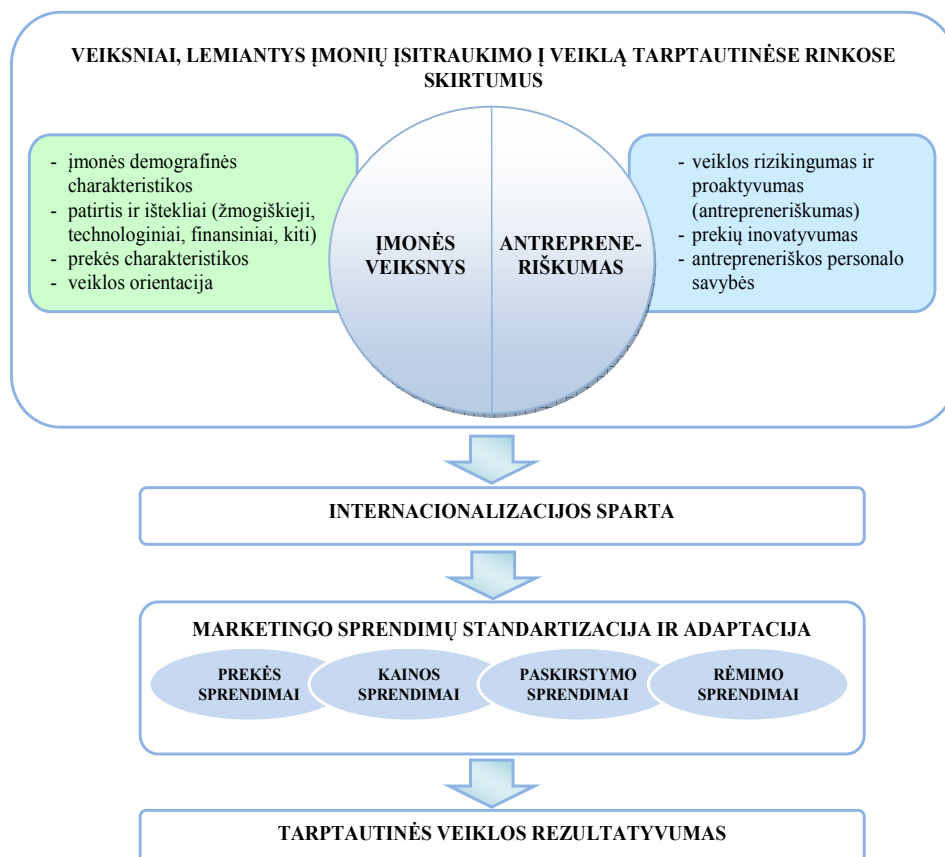 VEIKSNIAI, LEMIANTYS ĮMONIŲ ĮSITRAUKIMO Į VEIKLĄ TARPTAUTINĖSE RINKOSE
SKIRTUMUS
- įmonės demografinės
charakteristikos
- patirtis ir ištekliai (žmogiškieji,
technologiniai, finansiniai, kiti)
- prekės charakteristikos
- veiklos orientacija
ĮMONĖS
VEIKSNYS
ANTREPRENE-
RIŠKUMAS
- veiklos rizikingumas ir
proaktyvumas
(antrepreneriškumas)
- prekių inovatyvumas
- antrepreneriškos personalo
savybės
INTERNACIONALIZACIJOS SPARTA
MARKETINGO SPRENDIMŲ STANDARTIZACIJA IR ADAPTACIJA
PREKĖS
SPRENDIMAI
KAINOS
SPRENDIMAI
PASKIRSTYMO
SPRENDIMAI
RĖMIMO
SPRENDIMAI
TARPTAUTINĖS VEIKLOS REZULTATYVUMAS